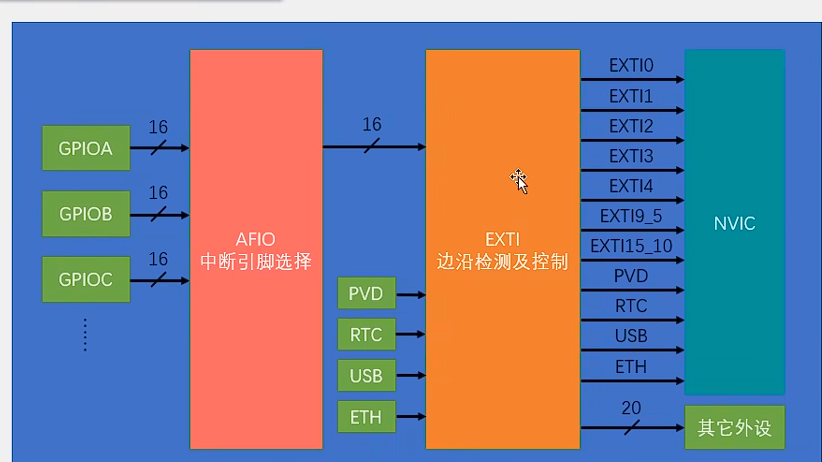 GPIOA
16
GPIOB
16
GPIOC
16
AFIO
中断引脚选择
16
PVD
RTC
USB
ETH
EXTI
边沿检测及控制
EXTI0
EXTI1
EXTI2
EXTI3
EXTI4
EXTI9_5
EXTI15_10
PVD
RTC
USB
ETH
20
NVIC
其它外设